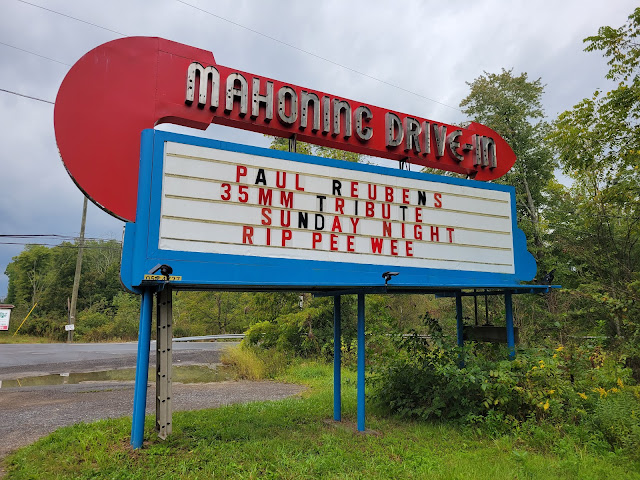 MAHONING DRIVE-IN
PAUL REUBENS
35MM TRIBUTE
SUNDAY NIGHT
RIP PEE WEE